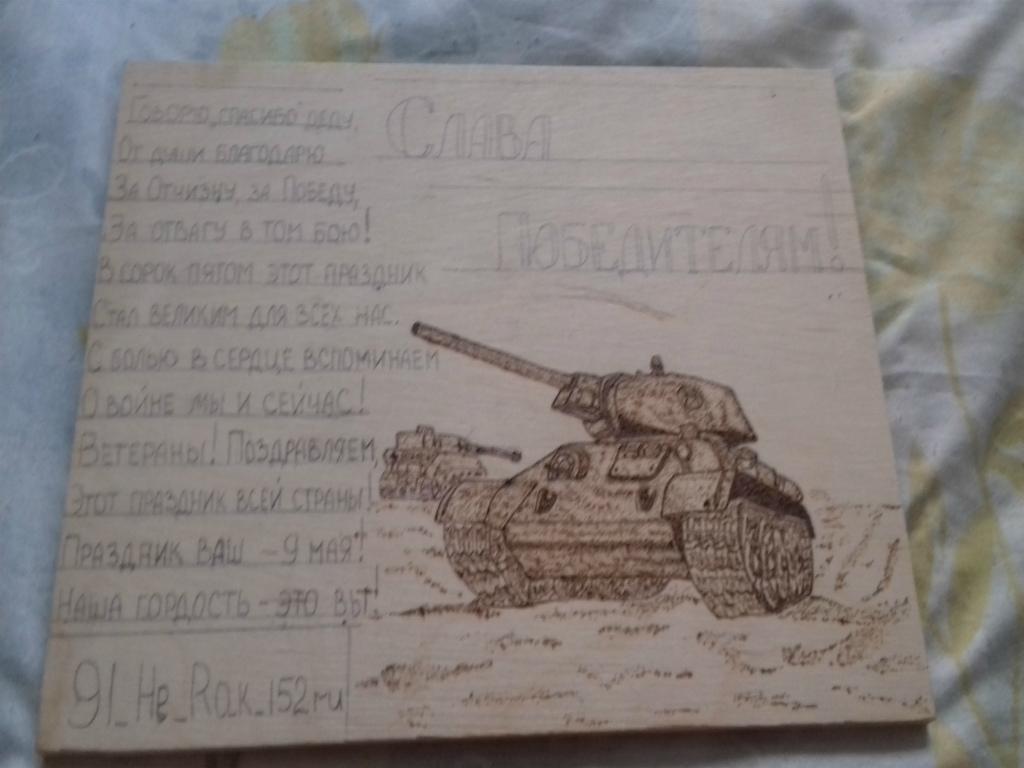 Говорю „спасибо" деду,
От души благодарю
За Отчизну, за Победу,
За отвагу в том бою!
В сорок пятом этот праздник
Стал великим для всех нас.
С болью в сердце вспоминаем
О войне мы и сейчас!
Ветераны! Поздравляем,
Этот праздник всей страны!
Праздник ваш – 9 мая!
Наша гордость – это вы!
91_He_Rak_152ru
Слава
Победителям!